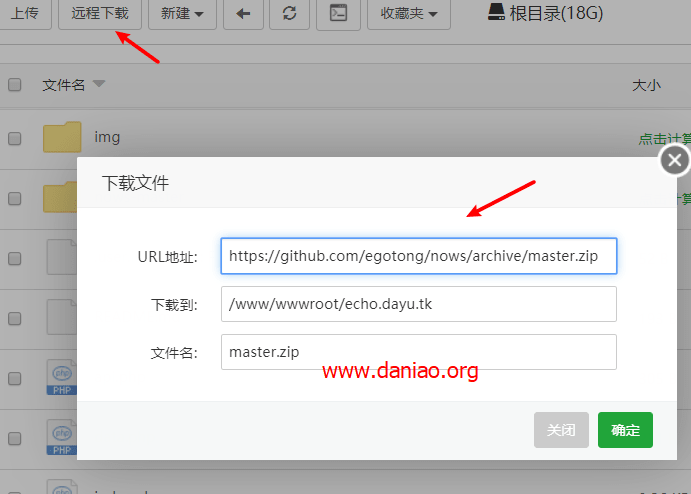 上传 远程下载 新建 收藏夹 根目录(18G)
文件名 大小
img 点击计算
下载文件
URL地址: https://github.com/egotong/nows/archive/master.zip
下载到: /www/wwwroot/echo.dayu.tk
文件名: master.zip
www.daniao.org
PHP
关闭 确定
PHP